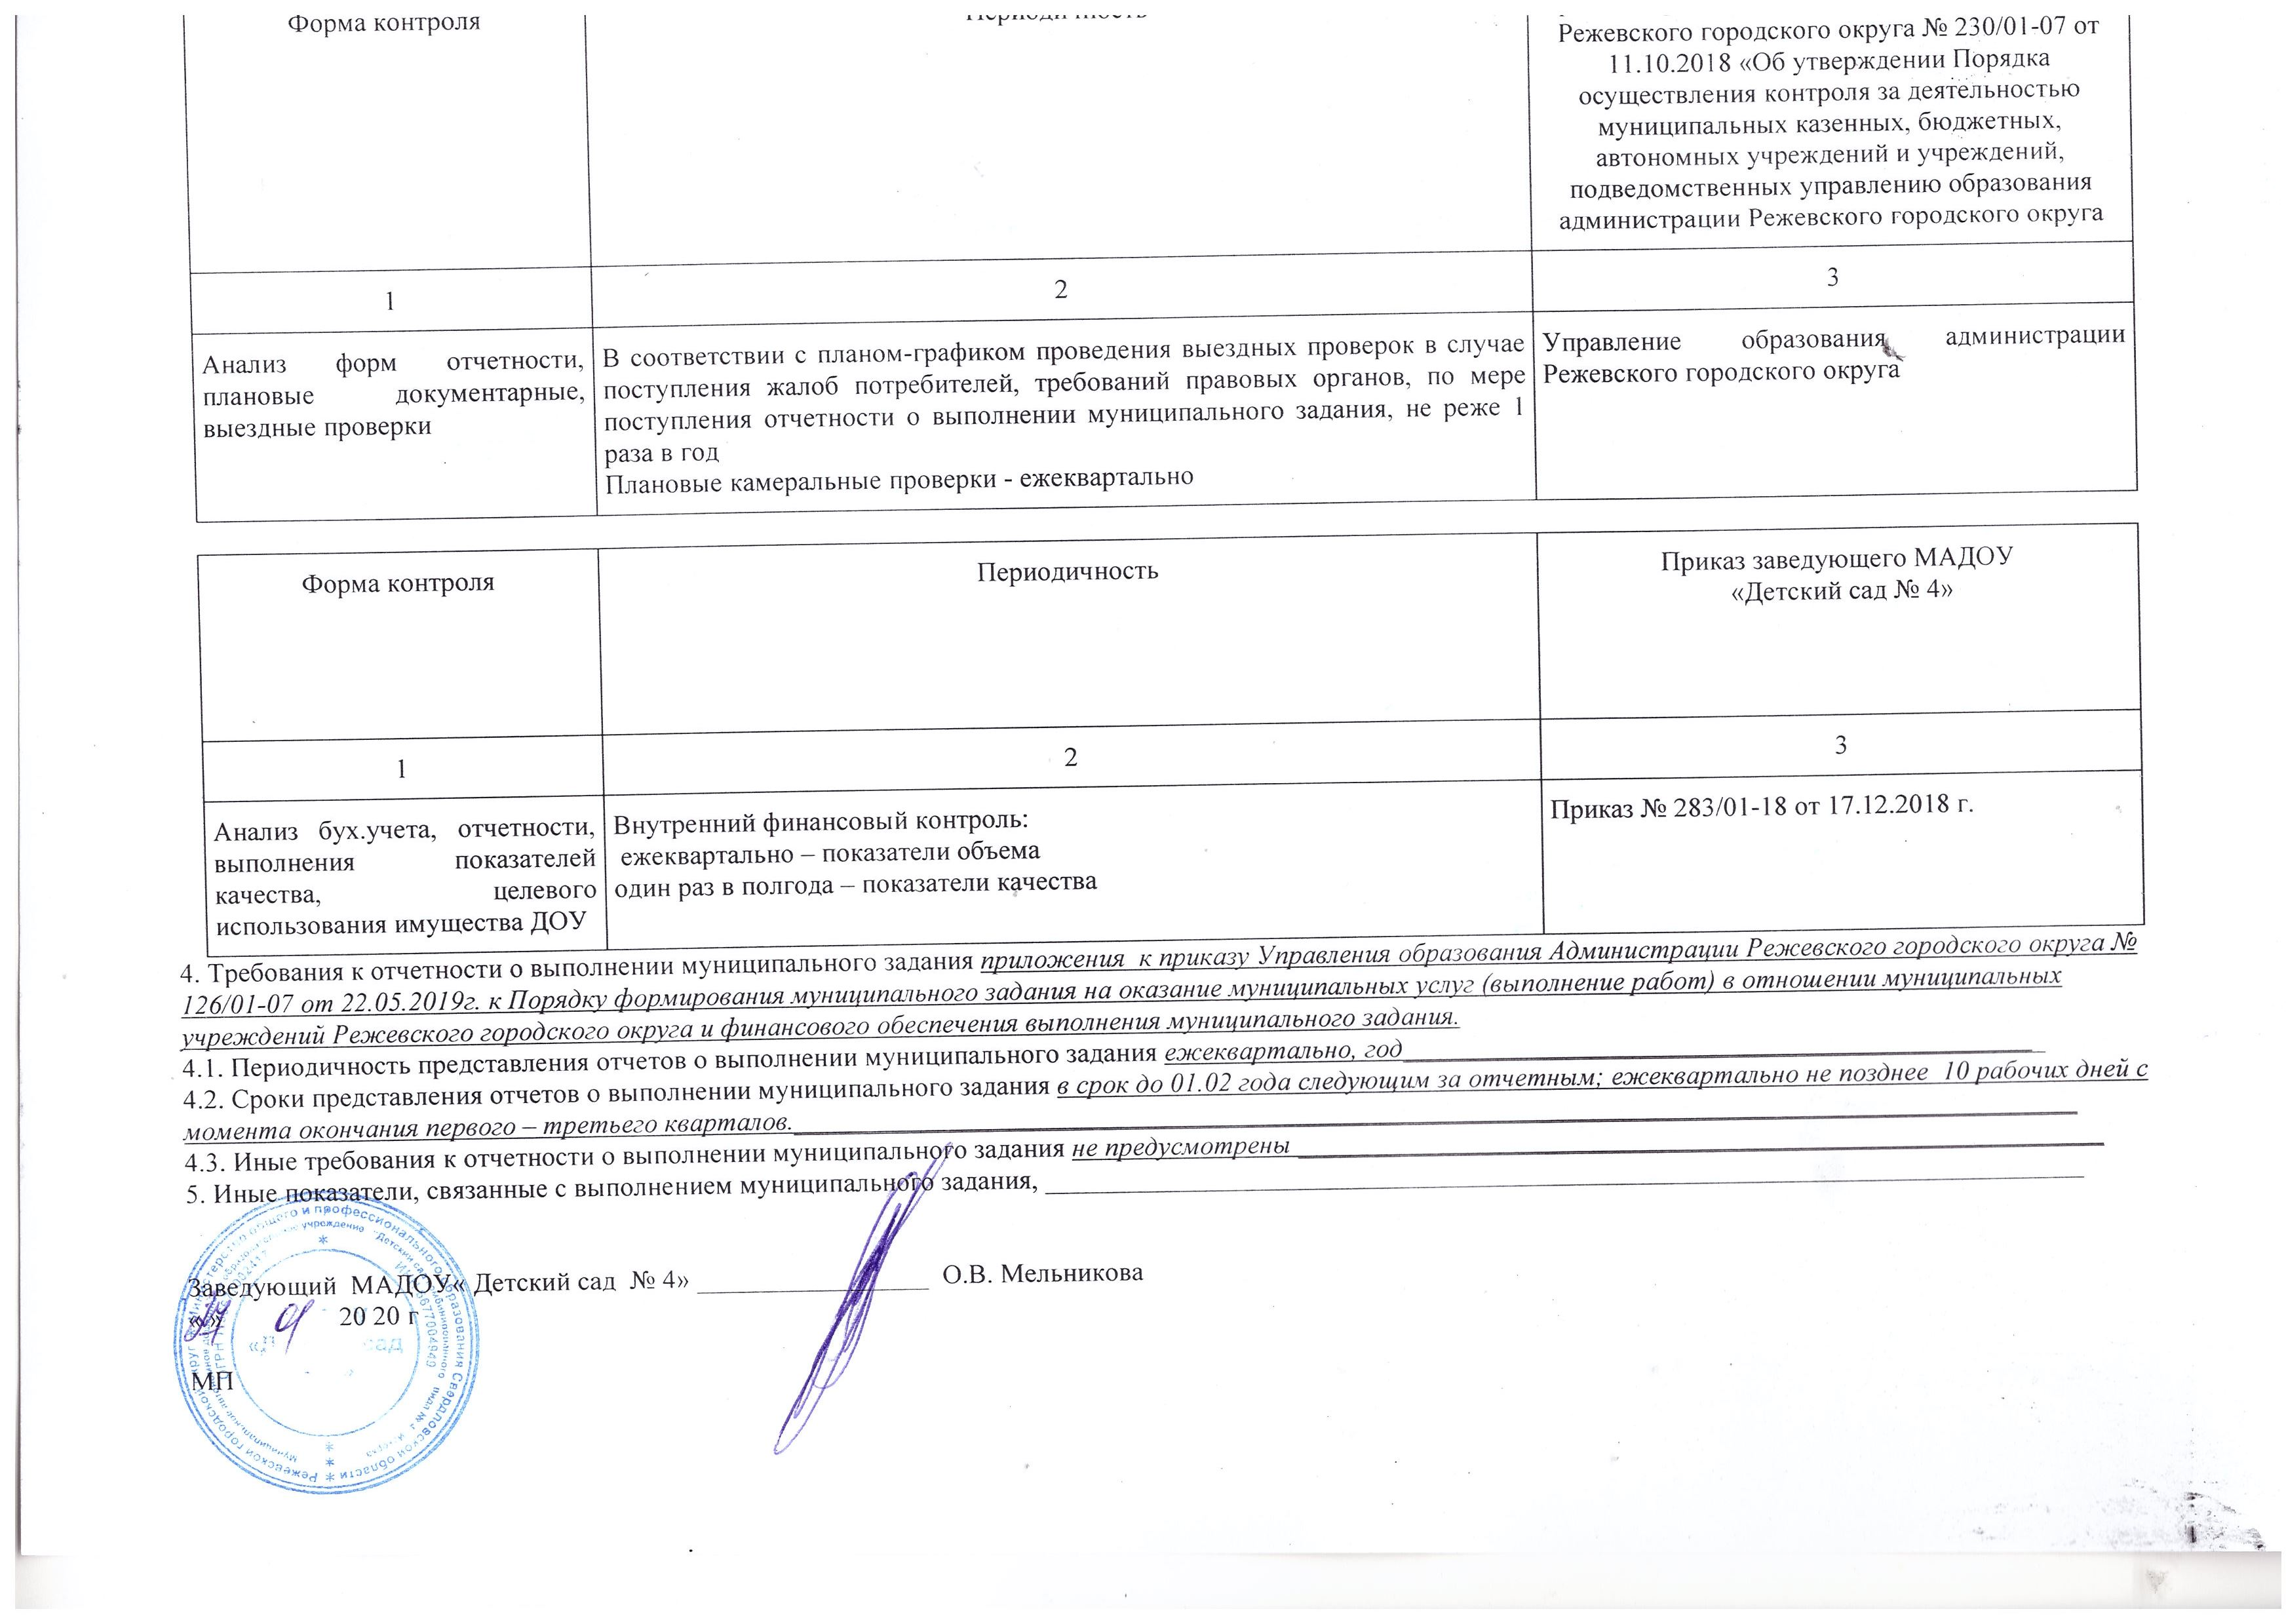 Форма контроля
Периодичность
Режевского городского округа № 230/01-07 от
11.10.2018 «Об утверждении Порядка
осуществления контроля за деятельностью
муниципальных казенных, бюджетных,
автономных учреждений и учреждений,
подведомственных управлению образования
администрации Режевского городского округа
1
2
3
Анализ форм отчетности,
плановые документарные,
выездные проверки
В соответствии с планом-графиком проведения выездных проверок в случае
поступления жалоб потребителей, требований правовых органов, по мере
поступления отчетности о выполнении муниципального задания, не реже 1
раза в год
Плановые камеральные проверки - ежеквартально
Управление образования администрации
Режевского городского округа
Форма контроля
Периодичность
Приказ заведующего МАДОУ
«Детский сад № 4»
1
2
3
Анализ бух.учета, отчетности,
выполнения показателей
качества, целевого
использования имущества ДОУ
Внутренний финансовый контроль:
ежеквартально – показатели объема
один раз в полгода – показатели качества
Приказ № 283/01-18 от 17.12.2018 г.
4. Требования к отчетности о выполнении муниципального задания приложения к приказу Управления образования Администрации Режевского городского округа №
126/01-07 от 22.05.2019г. к Порядку формирования муниципального задания на оказание муниципальных услуг (выполнение работ) в отношении муниципальных
учреждений Режевского городского округа и финансового обеспечения выполнения муниципального задания.
4.1. Периодичность представления отчетов о выполнении муниципального задания ежеквартально, год
4.2. Сроки представления отчетов о выполнении муниципального задания в срок до 01.02 года следующим за отчетным; ежеквартально не позднее 10 рабочих дней с
момента окончания первого – третьего кварталов.
4.3. Иные требования к отчетности о выполнении муниципального задания не предусмотрены
5. Иные показатели, связанные с выполнением муниципального задания,
Заведующий МАДОУ« Детский сад № 4» О.В. Мельникова
« » 20 20 г
МП
общего и профессионального образования Свердловской области * Режевской городской
учреждение "Детский сад
сад